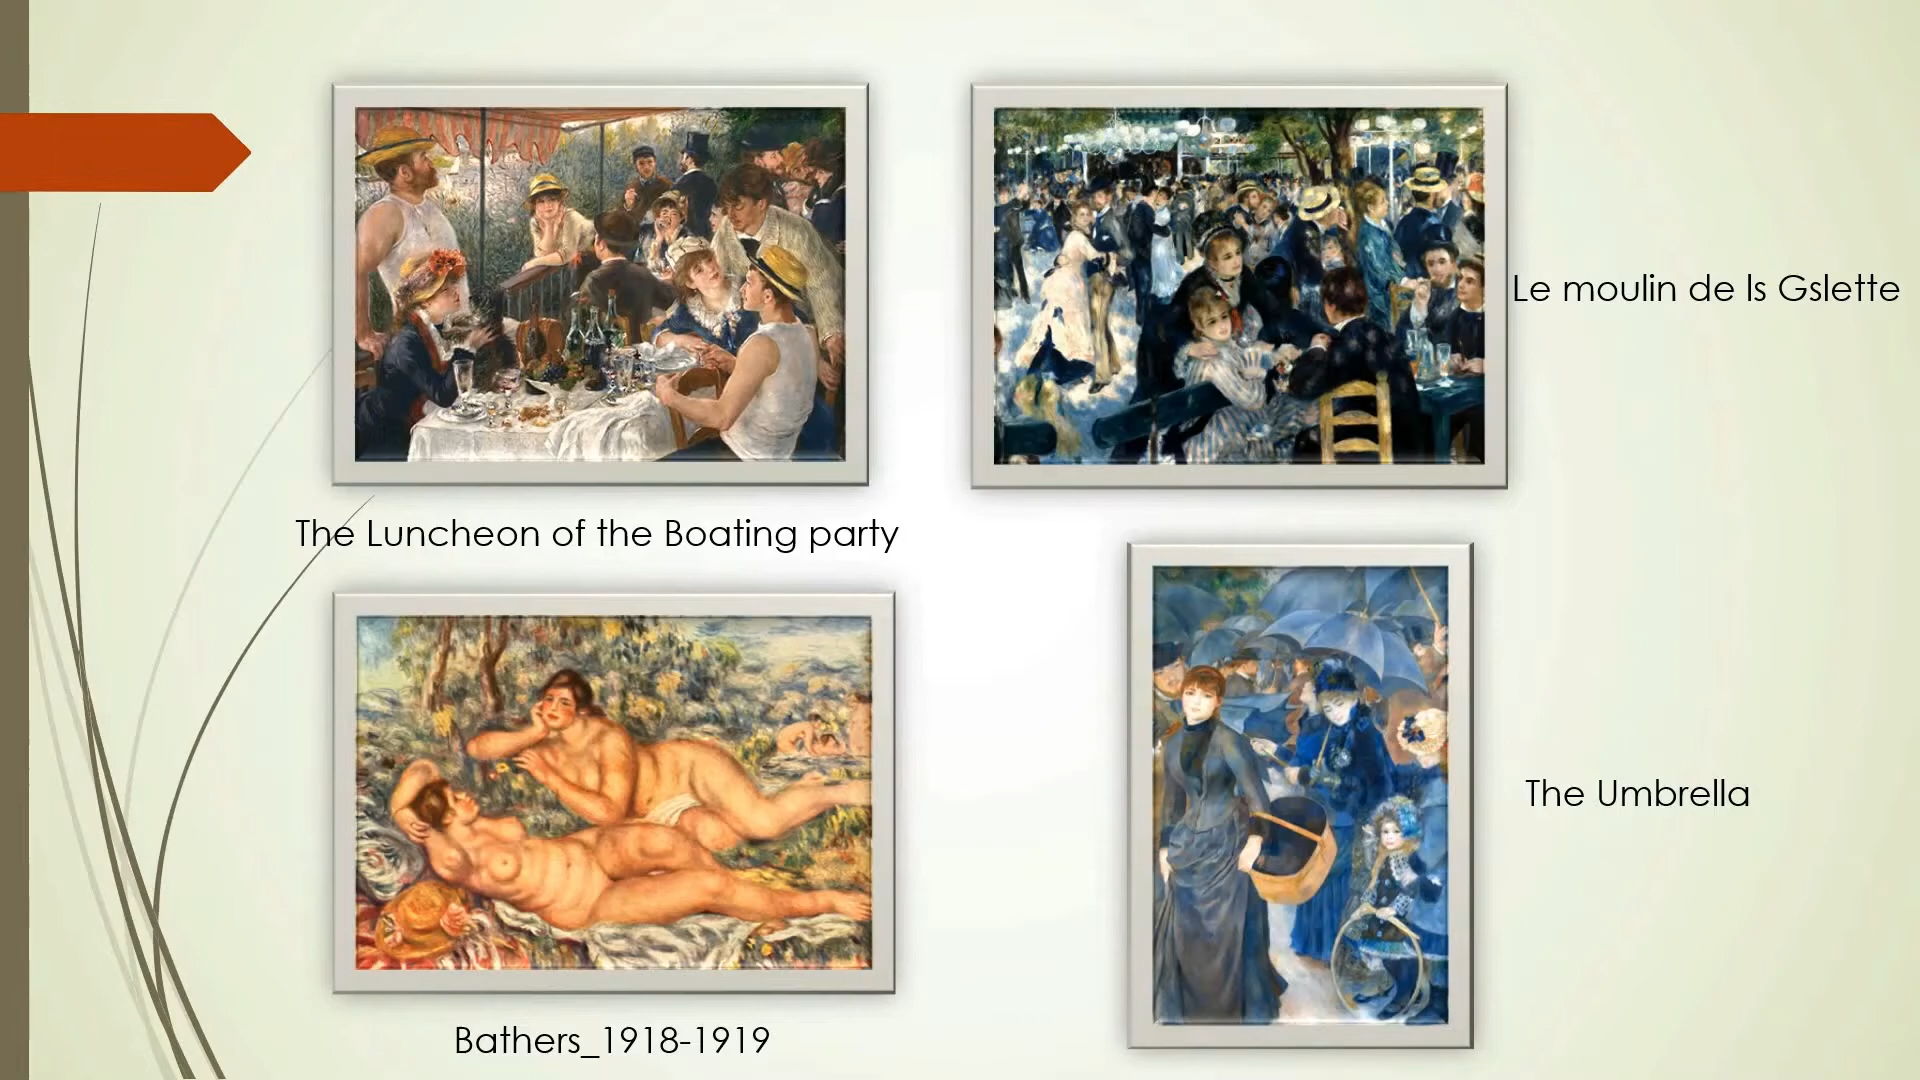 Le moulin de ls Gslette
The Luncheon of the Boating party
The Umbrella
Bathers_1918-1919